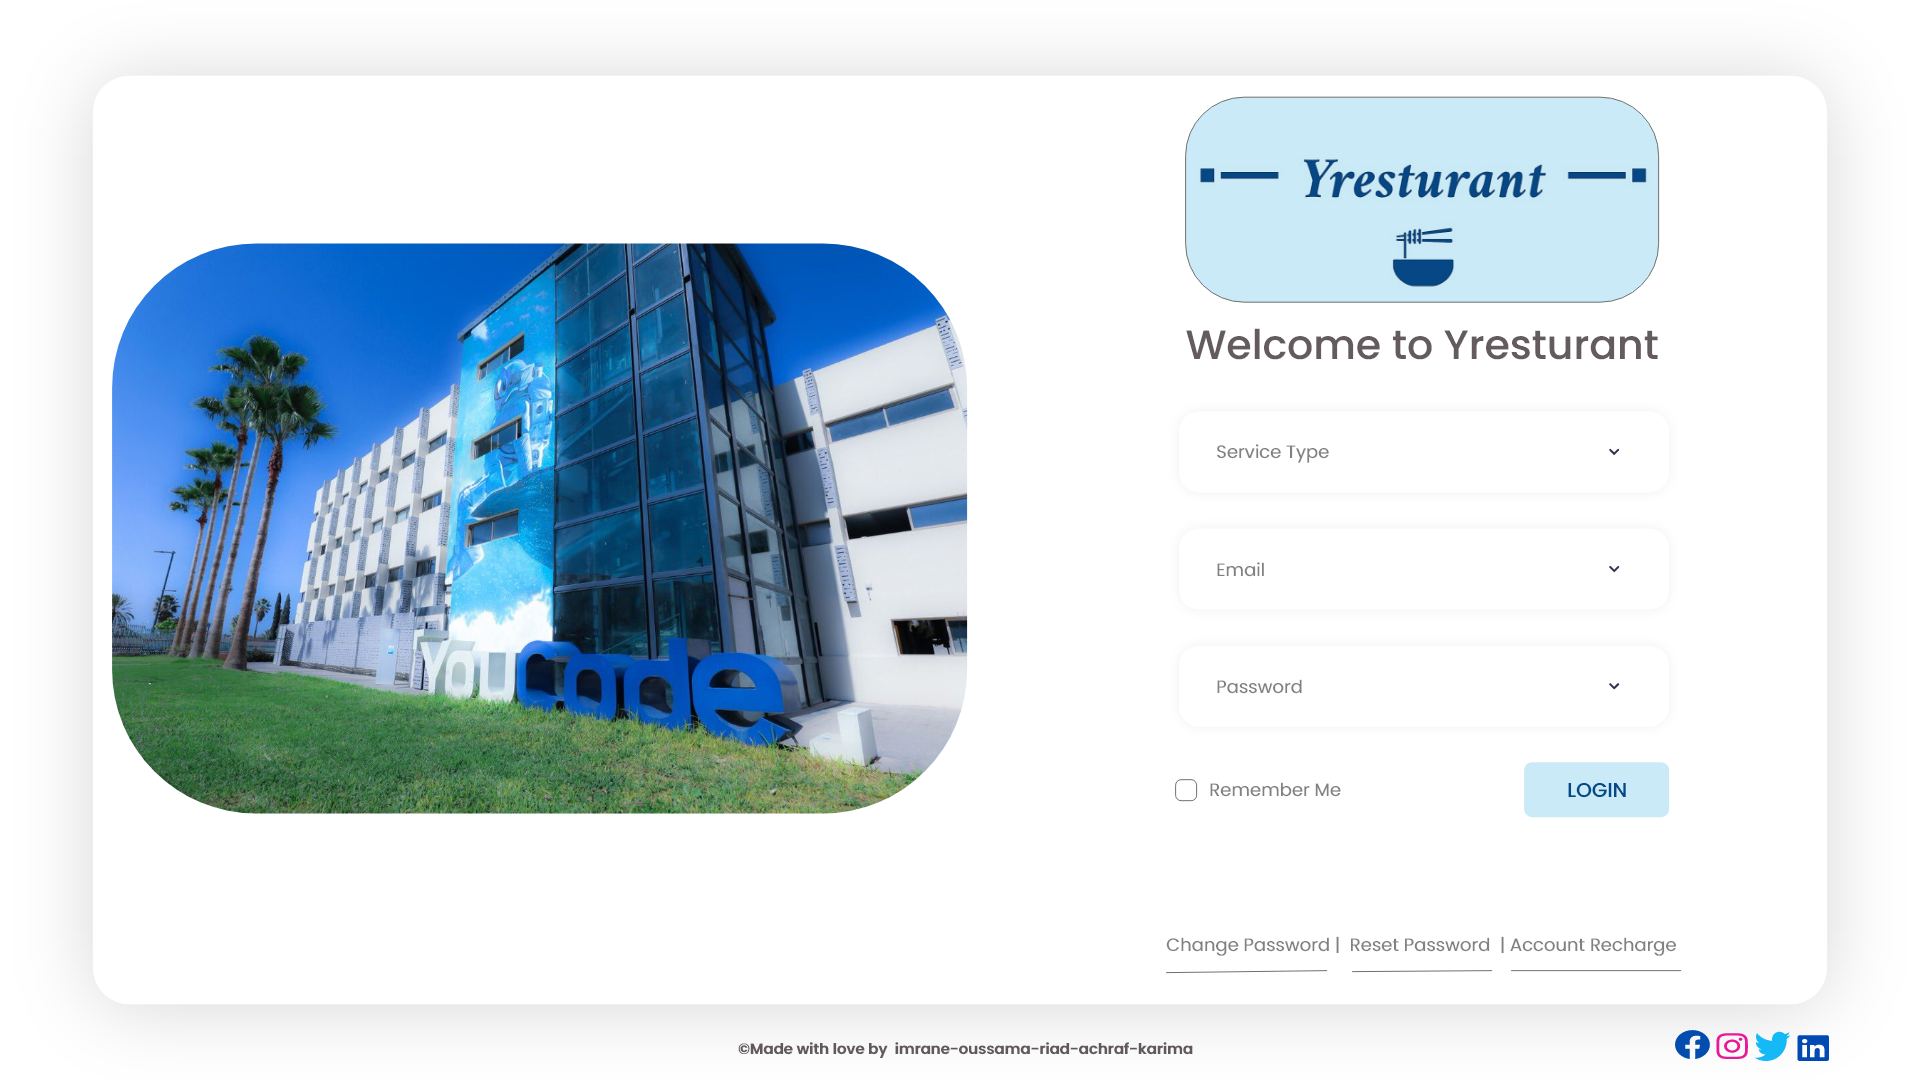 Yresturant
Welcome to Yresturant
YouCode
Service Type
Email
Password
Remember Me
LOGIN
Change Password | Reset Password | Account Recharge
©Made with love by imrane-oussama-riad-achraf-karima